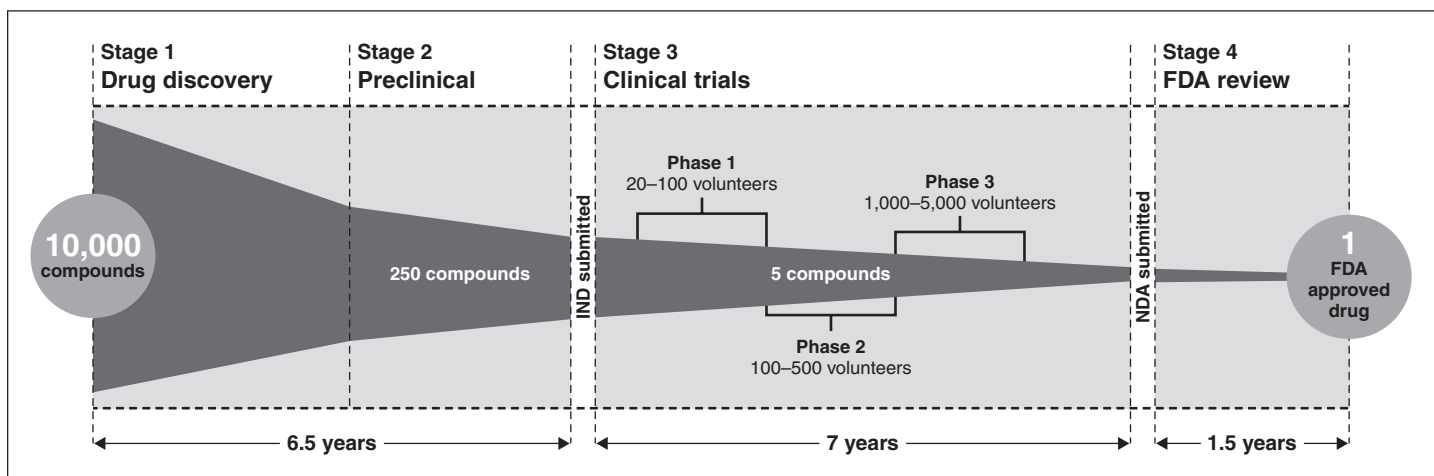 Stage 1
Drug discovery
Stage 2
Preclinical
Stage 3
Clinical trials
Stage 4
FDA review
10,000
compounds
250 compounds
IND submitted
Phase 1
20–100 volunteers
Phase 3
1,000–5,000 volunteers
5 compounds
Phase 2
100–500 volunteers
NDA submitted
1
FDA
approved
drug
6.5 years
7 years
1.5 years